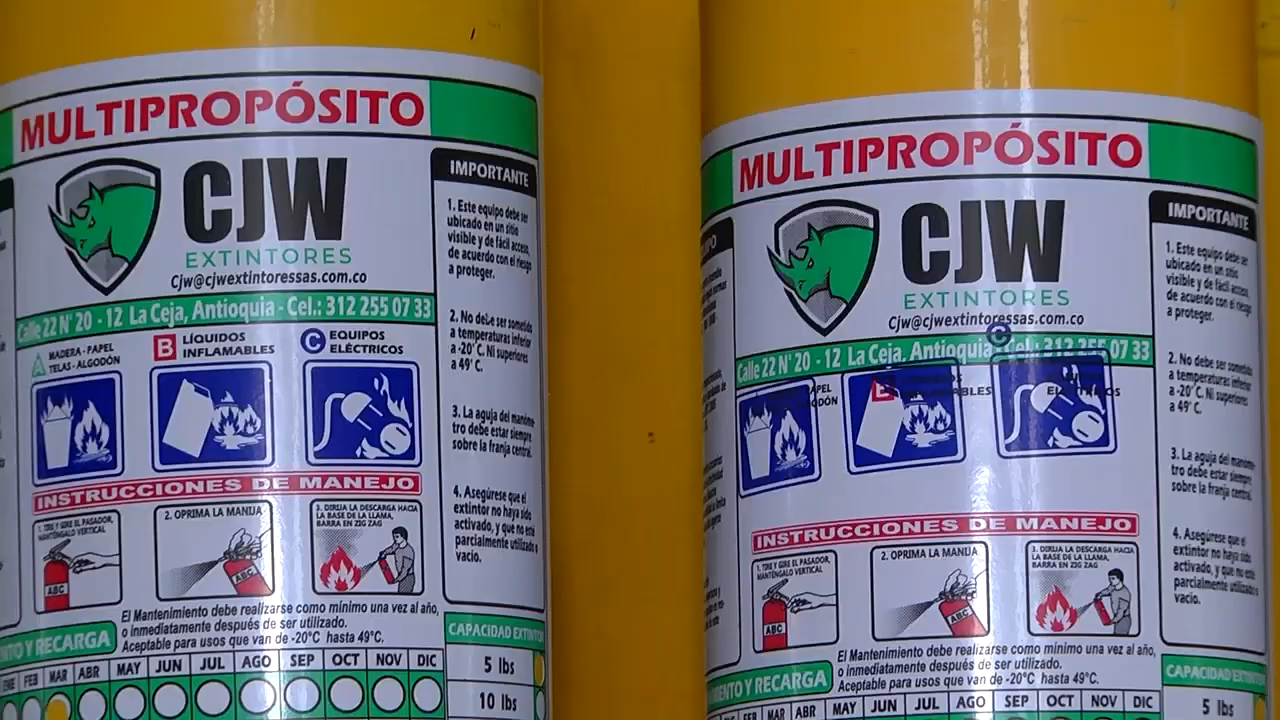 MULTIPROPÓSITO
CJW
EXTINTORES
Cjw@cjwextintoressas.com.co
Calle 22 N° 20 - 12 La Ceja, Antioquia - Cel.: 312 255 07 33
A MADERA - PAPEL
TELAS - ALGODÓN
B LÍQUIDOS
INFLAMABLES
C EQUIPOS
ELÉCTRICOS
INSTRUCCIONES DE MANEJO
1. TIRE Y GIRE EL PASADOR,
MANTÉNGALO VERTICAL
ABC
2. OPRIMA LA MANIJA
ABC
3. DIRIJA LA DESCARGA HACIA
LA BASE DE LA LLAMA,
BARRA EN ZIG ZAG
El Mantenimiento debe realizarse como mínimo una vez al año,
o inmediatamente después de ser utilizado.
Aceptable para usos que van de -20°C hasta 49°C.
Y RECARGA
ENE FEB MAR ABR MAY JUN JUL AGO SEP OCT NOV DIC
IMPORTANTE
1. Este equipo debe ser
ubicado en un sitio
visible y de fácil acceso,
de acuerdo con el riesgo
a proteger.
2. No debe ser sometido
a temperaturas inferior
a -20° C. Ni superiores
a 49° C.
3. La aguja del manóme-
tro debe estar siempre
sobre la franja central.
4. Asegúrese que el
extintor no haya sido
activado, y que no esté
parcialmente utilizado o
vacio.
CAPACIDAD EXTINTOR
5 lbs
10 lbs
MULTIPROPÓSITO
CJW
EXTINTORES
Cjw@cjwextintoressas.com.co
Calle 22 N° 20 - 12 La Ceja, Antioquia - Cel.: 312 255 07 33
C
B
INSTRUCCIONES DE MANEJO
1. TIRE Y GIRE EL PASADOR,
MANTÉNGALO VERTICAL
ABC
2. OPRIMA LA MANIJA
ABC
3. DIRIJA LA DESCARGA HACIA
LA BASE DE LA LLAMA,
BARRA EN ZIG ZAG
El Mantenimiento debe realizarse como mínimo una vez al año,
o inmediatamente después de ser utilizado.
Aceptable para usos que van de -20°C hasta 49°C.
Y RECARGA
FEB MAR ABR MAY JUN JUL AGO SEP OCT NOV DIC
IMPORTANTE
1. Este equipo debe ser
ubicado en un sitio
visible y de fácil acceso,
de acuerdo con el riesgo
a proteger.
2. No debe ser sometido
a temperaturas inferior
a -20° C. Ni superiores
a 49° C.
3. La aguja del manóme-
tro debe estar siempre
sobre la franja central.
4. Asegúrese que el
extintor no haya sido
activado, y que no esté
parcialmente utilizado
vacio.
CAPACIDAD EXTINTOR
5 lbs